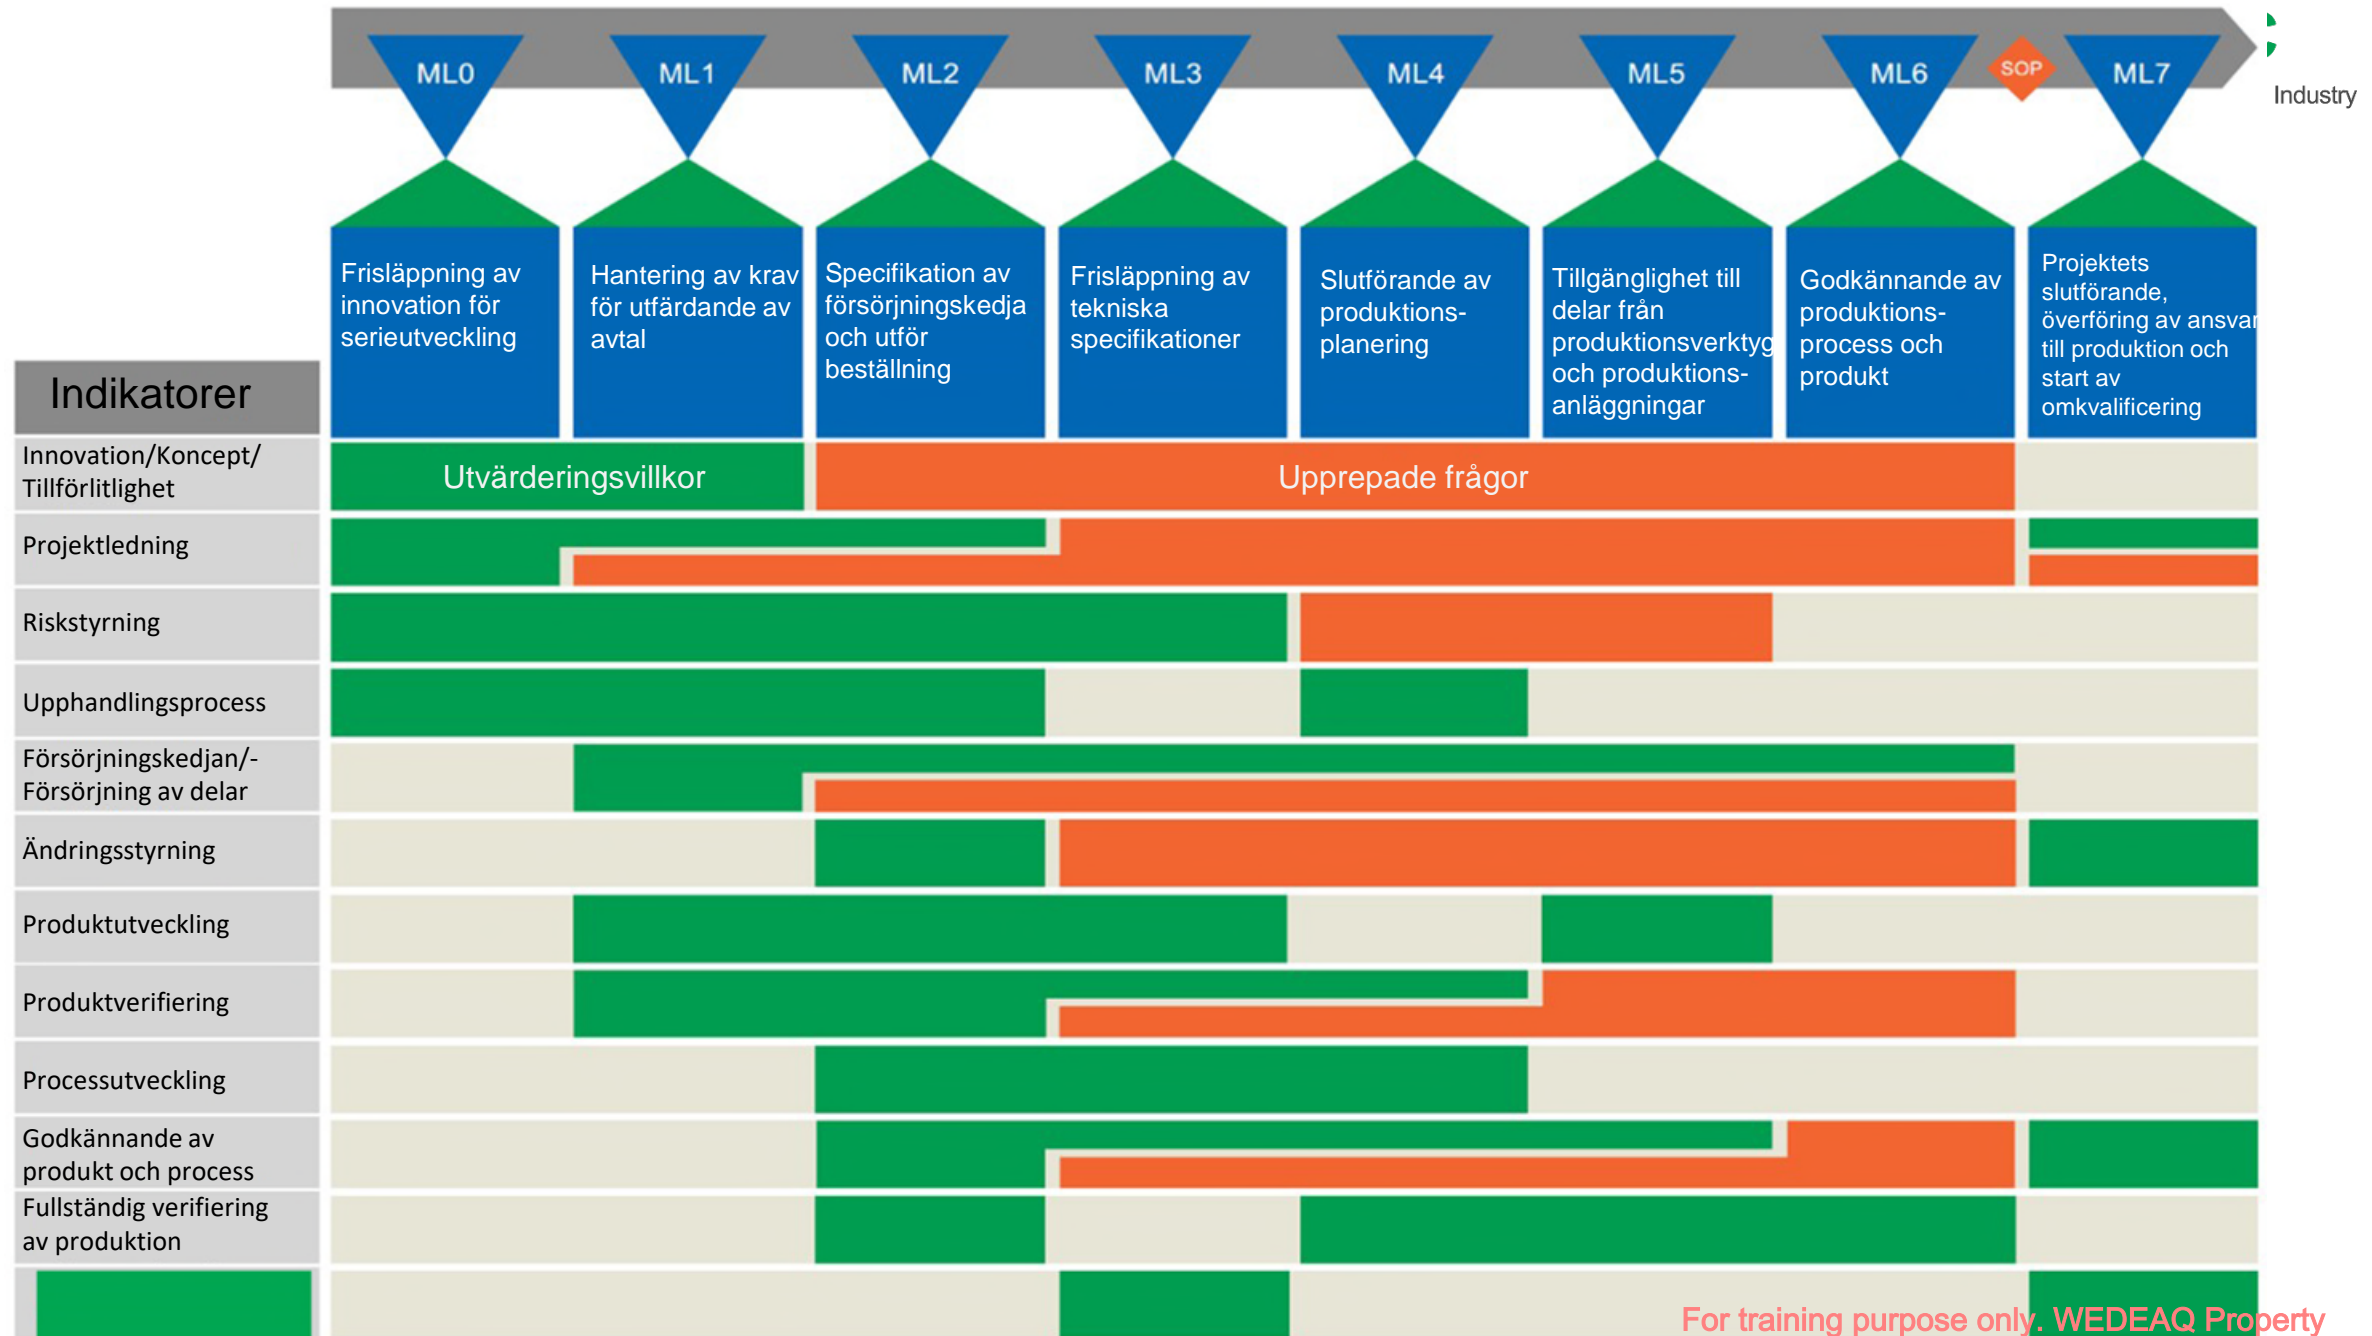 ML0
ML1
ML2
ML3
ML4
ML5
ML6
SOP
ML7
Industry
Frisläppning av
innovation för
serieutveckling
Hantering av krav
för utfärdande av
avtal
Specifikation av
försörjningskedja
och utför
beställning
Frisläppning av
tekniska
specifikationer
Slutförande av
produktions-
planering
Tillgänglighet till
delar från
produktionsverktyg
och produktions-
anläggningar
Godkännande av
produktions-
process och
produkt
Projektets
slutförande,
överföring av ansvar
till produktion och
start av
omkvalificering
Indikatorer
Innovation/Koncept/
Tillförlitlighet
Utvärderingsvillkor
Upprepade frågor
Projektledning
Riskstyrning
Upphandlingsprocess
Försörjningskedjan/-
Försörjning av delar
Ändringsstyrning
Produktutveckling
Produktverifiering
Processutveckling
Godkännande av
produkt och process
Fullständig verifiering
av produktion
For training purpose only. WEDEAQ Property